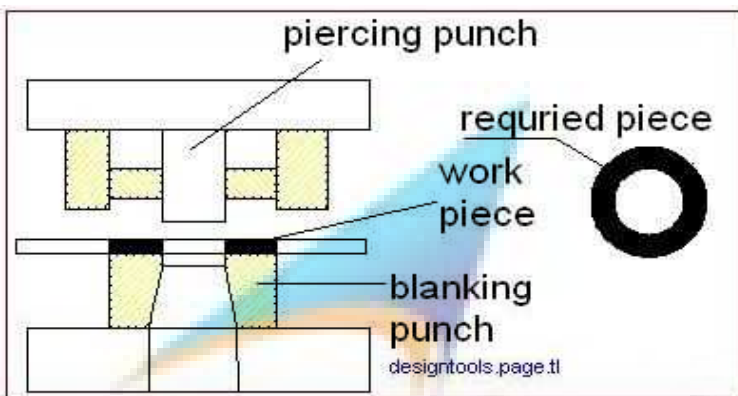 piercing punch
requried piece
work
piece
blanking
punch
designtools.page.tl